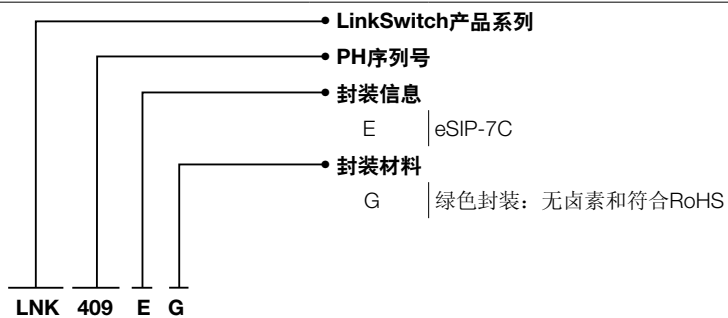 LinkSwitch产品系列
PH序列号
封装信息
E eSIP-7C
封装材料
G 绿色封装：无卤素和符合RoHS
LNK 409 E G